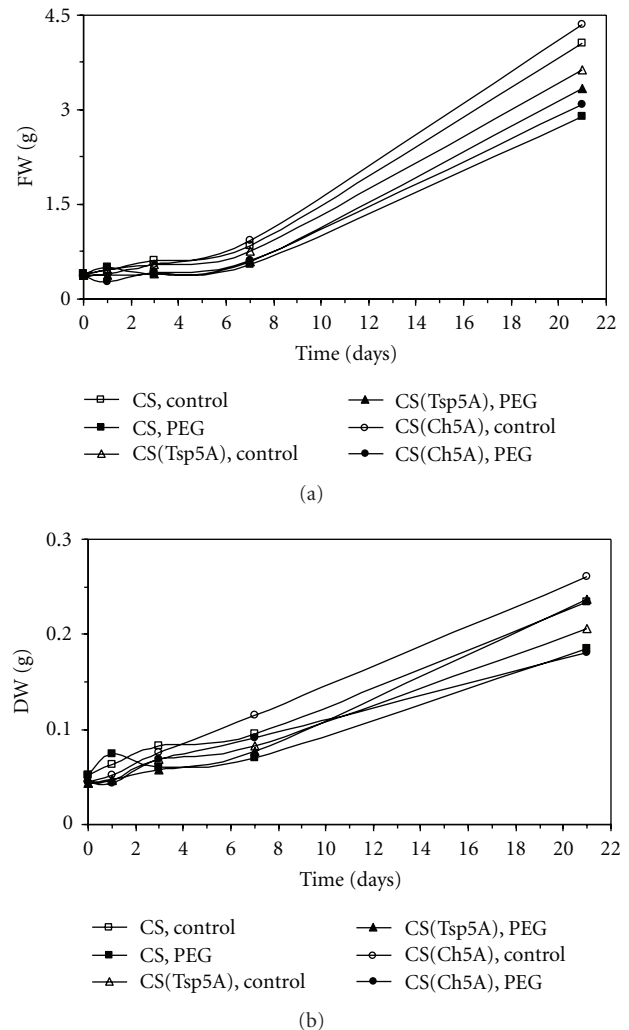 4.5
3
1.5
0
FW (g)
0 2 4 6 8 10 12 14 16 18 20 22
Time (days)
CS, control
CS, PEG
CS(Tsp5A), control
CS(Tsp5A), PEG
CS(Ch5A), control
CS(Ch5A), PEG
(a)
0.3
0.2
0.1
0
DW (g)
0 2 4 6 8 10 12 14 16 18 20 22
Time (days)
CS, control
CS, PEG
CS(Tsp5A), control
CS(Tsp5A), PEG
CS(Ch5A), control
CS(Ch5A), PEG
(b)